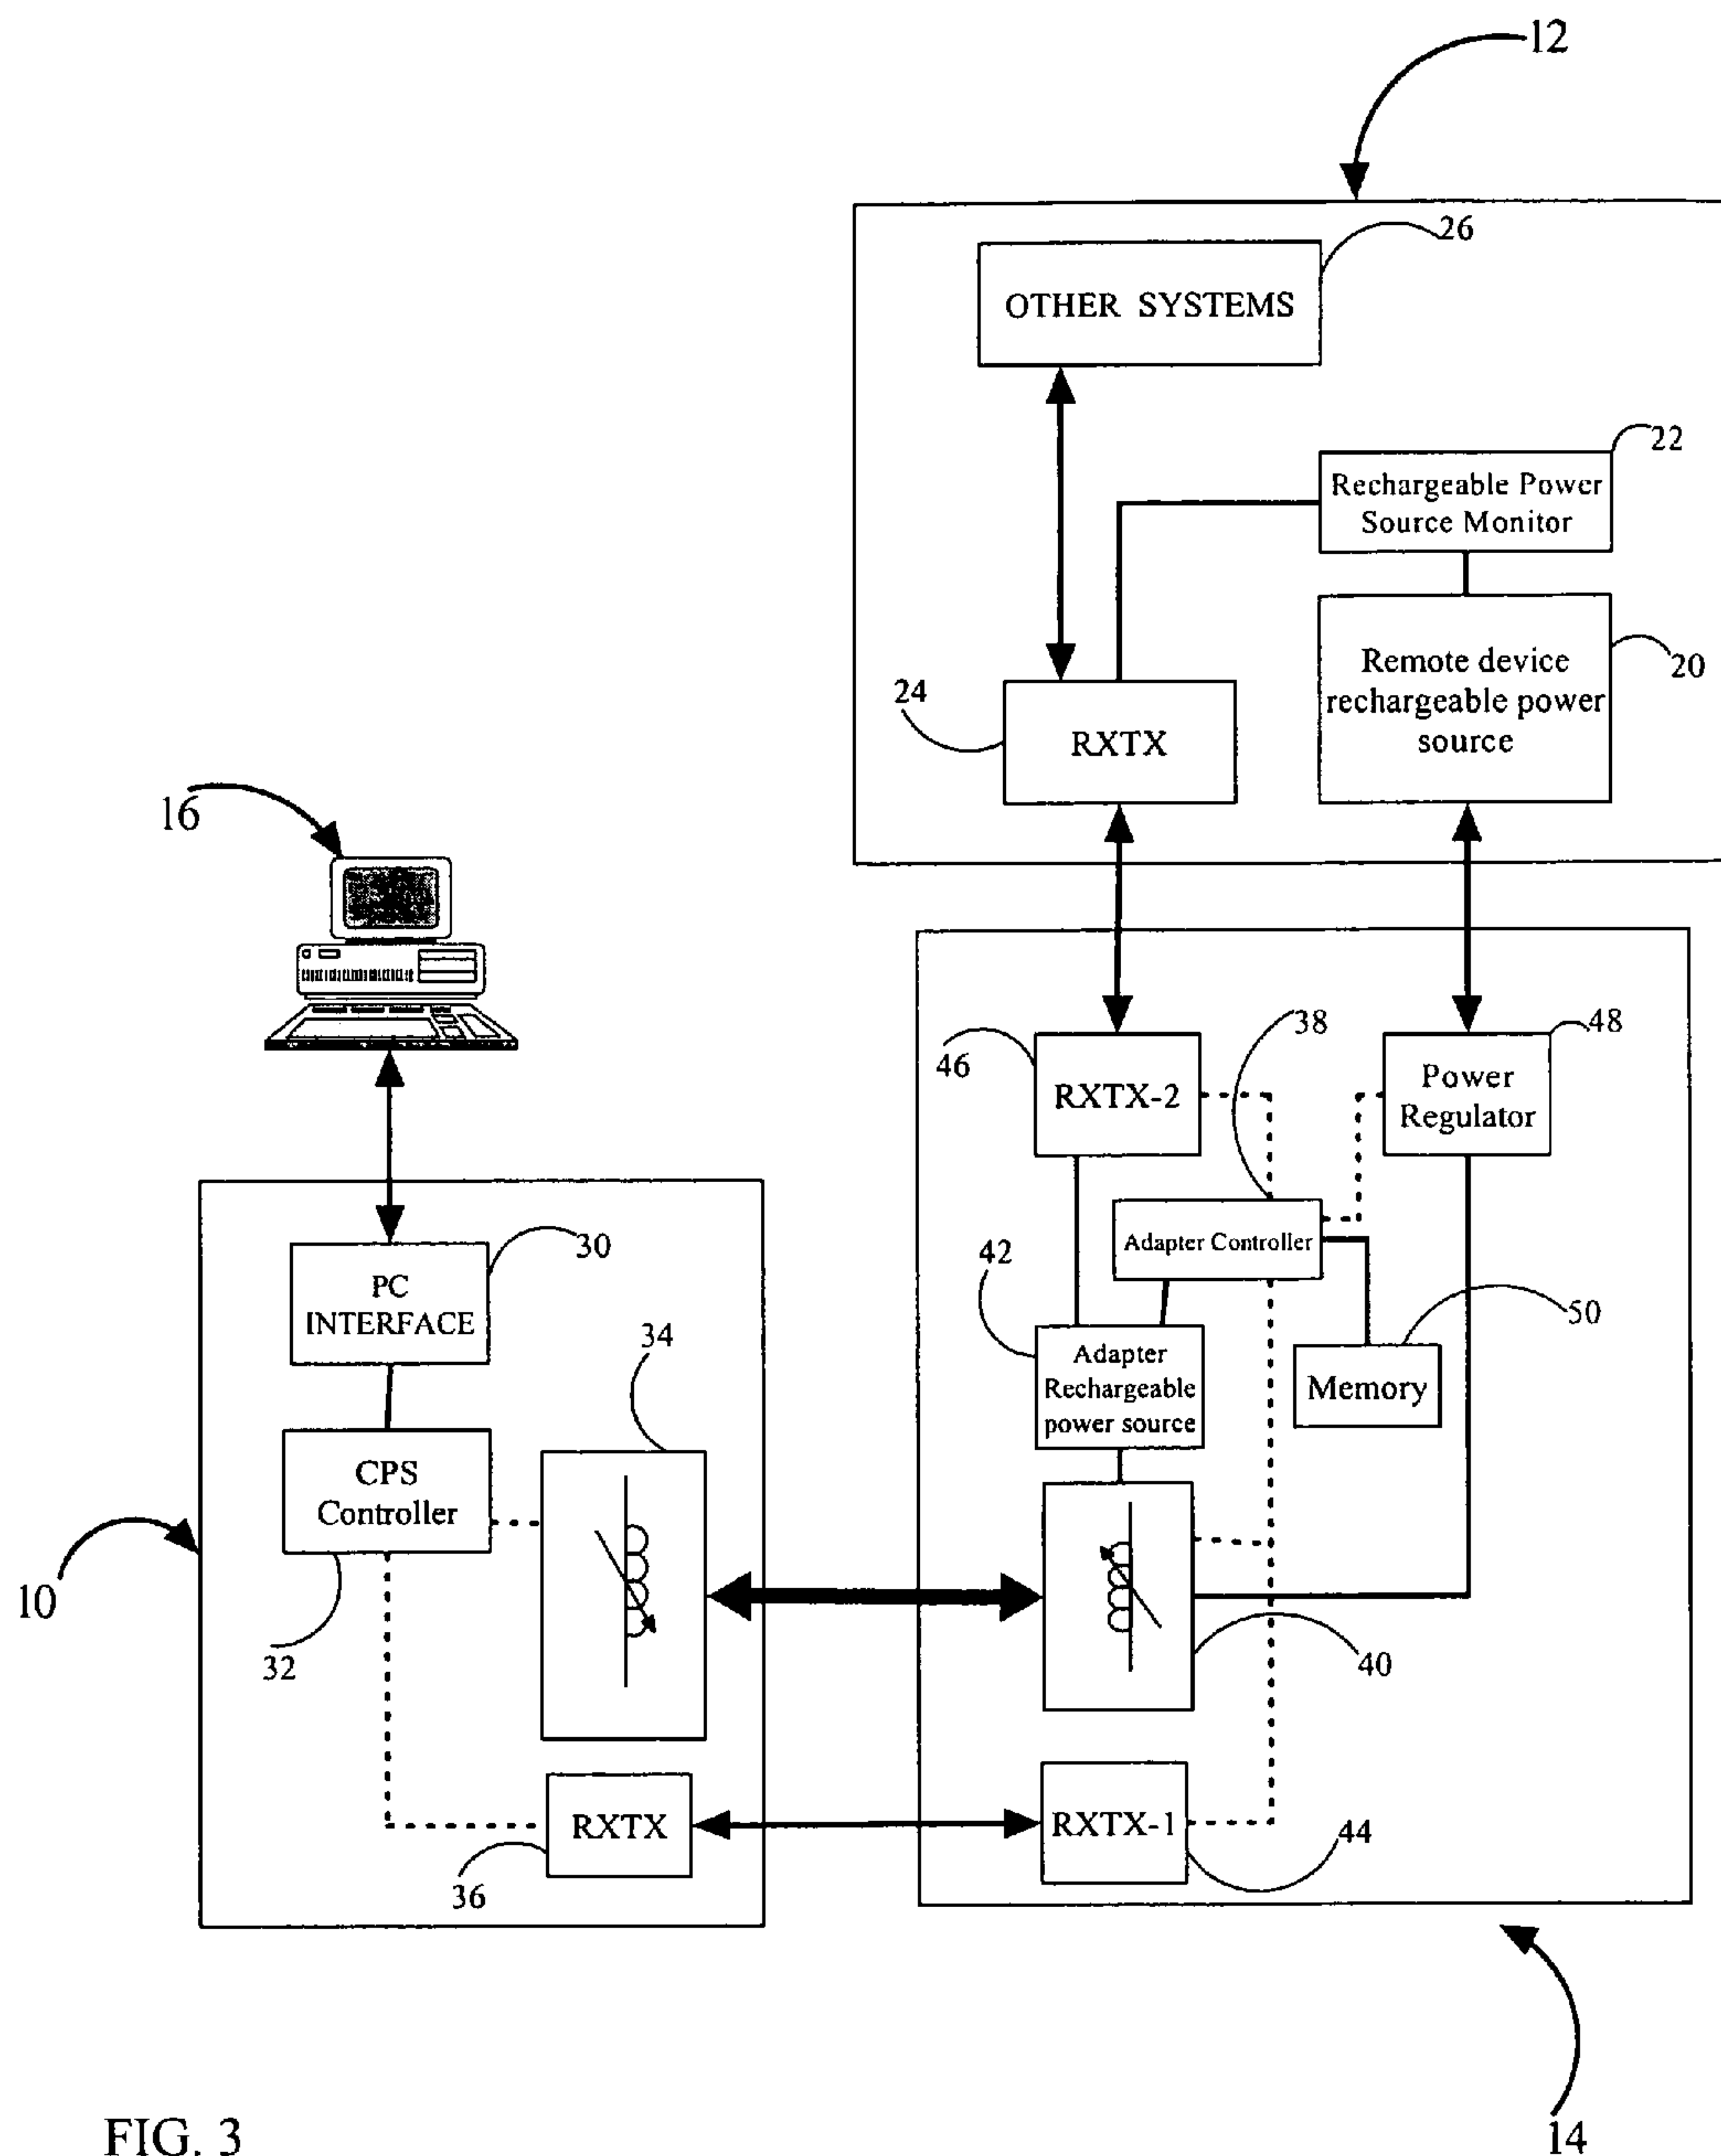 12
26
OTHER SYSTEMS
22
Rechargeable Power
Source Monitor
20
Remote device
rechargeable power
source
24
RXTX
16
46
RXTX-2
38
48
Power
Regulator
30
PC
INTERFACE
42
Adapter Controller
34
50
Adapter
Rechargeable
power source
Memory
CPS
Controller
10
32
40
RXTX
36
RXTX-1
44
14
FIG. 3